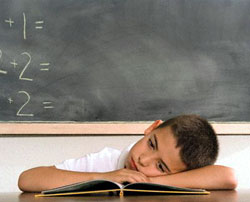 +1=
+2=
+2=